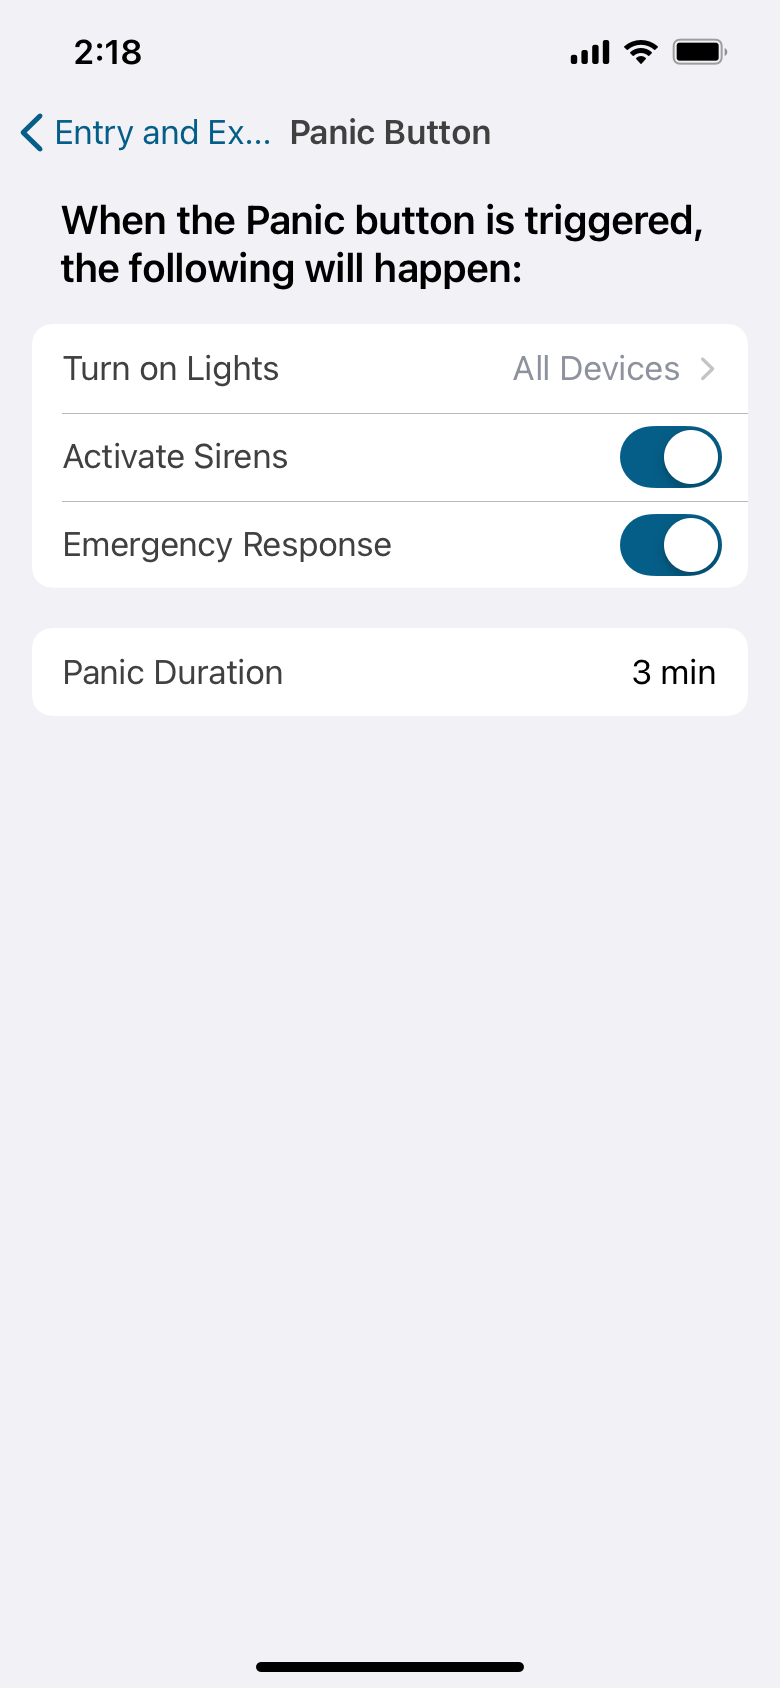 2:18
Entry and Ex... Panic Button
When the Panic button is triggered,
the following will happen:
Turn on Lights All Devices
Activate Sirens
Emergency Response
Panic Duration 3 min